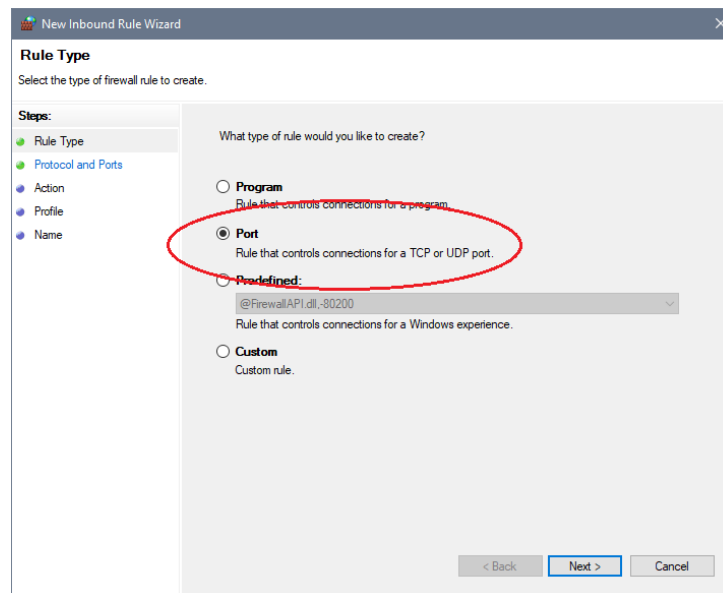 New Inbound Rule Wizard
Rule Type
Select the type of firewall rule to create.
Steps:
Rule Type
Protocol and Ports
Action
Profile
Name
What type of rule would you like to create?
Program
Rule that controls connections for a program.
Port
Rule that controls connections for a TCP or UDP port.
Predefined:
@FirewallAPI.dll,-80200
Rule that controls connections for a Windows experience.
Custom
Custom rule.
< Back
Next >
Cancel